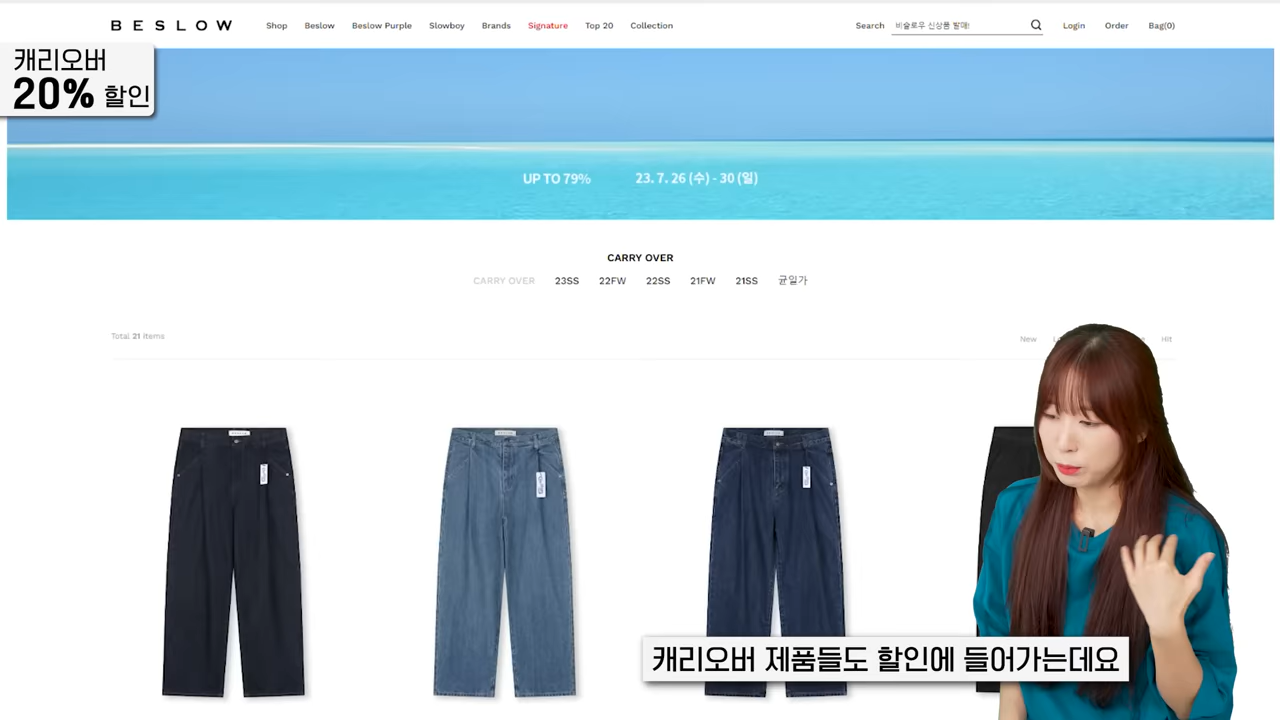 BESLOW
Shop Beslow Beslow Purple Slowboy Brands Signature Top 20 Collection
Search 비슬로우 신상품 발매! Login Order Bag(0)
캐리오버
20% 할인
UP TO 79% 23. 7. 26 (수) - 30 (일)
CARRY OVER
CARRY OVER 23SS 22FW 22SS 21FW 21SS 균일가
Total 21 items
New Hit
캐리오버 제품들도 할인에 들어가는데요